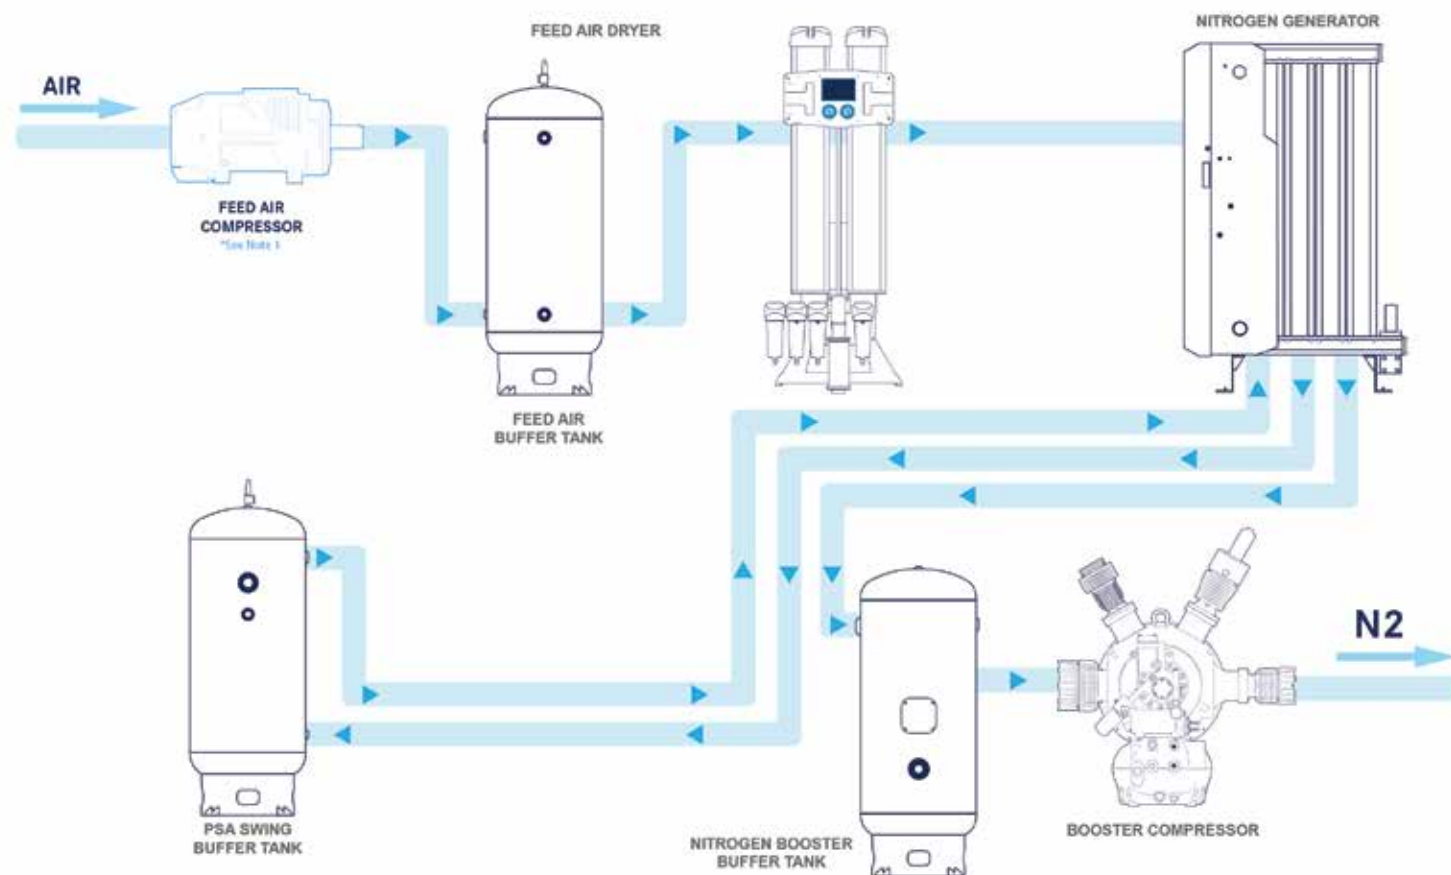 FEED AIR DRYER
NITROGEN GENERATOR
AIR
FEED AIR
COMPRESSOR
*See Note 1
FEED AIR
BUFFER TANK
N2
PSA SWING
BUFFER TANK
NITROGEN BOOSTER
BUFFER TANK
BOOSTER COMPRESSOR